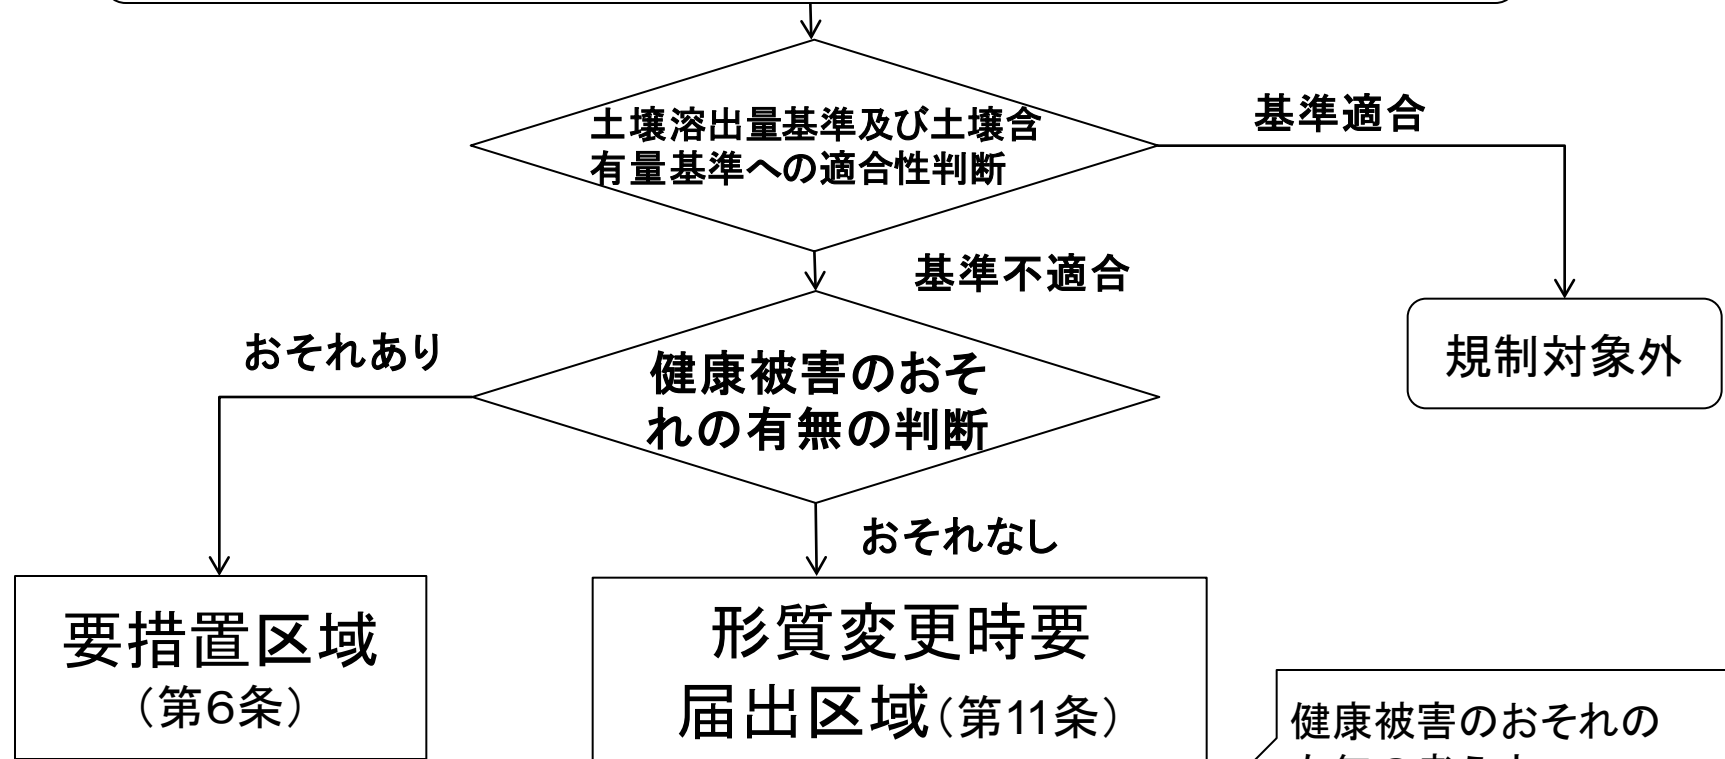 土壌溶出量基準及び土壌含
有量基準への適合性判断
基準適合
基準不適合
規制対象外
おそれあり
健康被害のおそ
れの有無の判断
おそれなし
要措置区域
（第6条）
形質変更時要
届出区域（第11条）
健康被害のおそれの